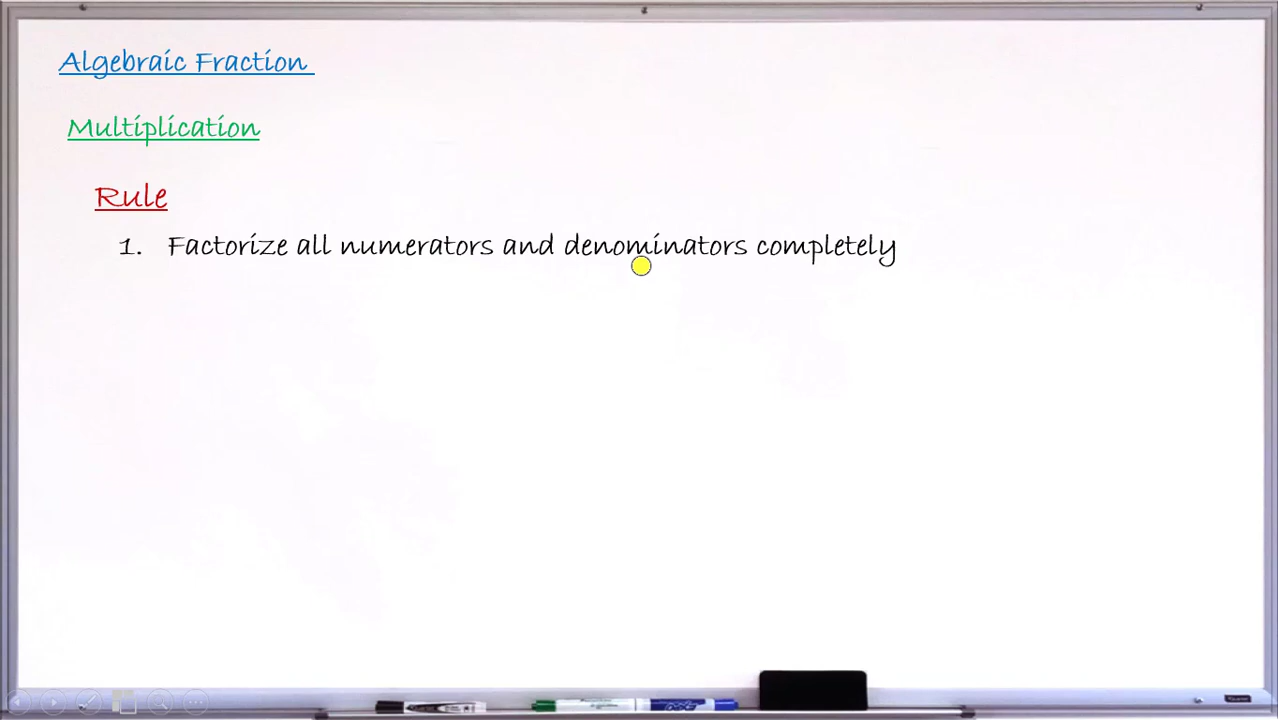 Algebraic Fraction
Multiplication
Rule
1. Factorize all numerators and denominators completely